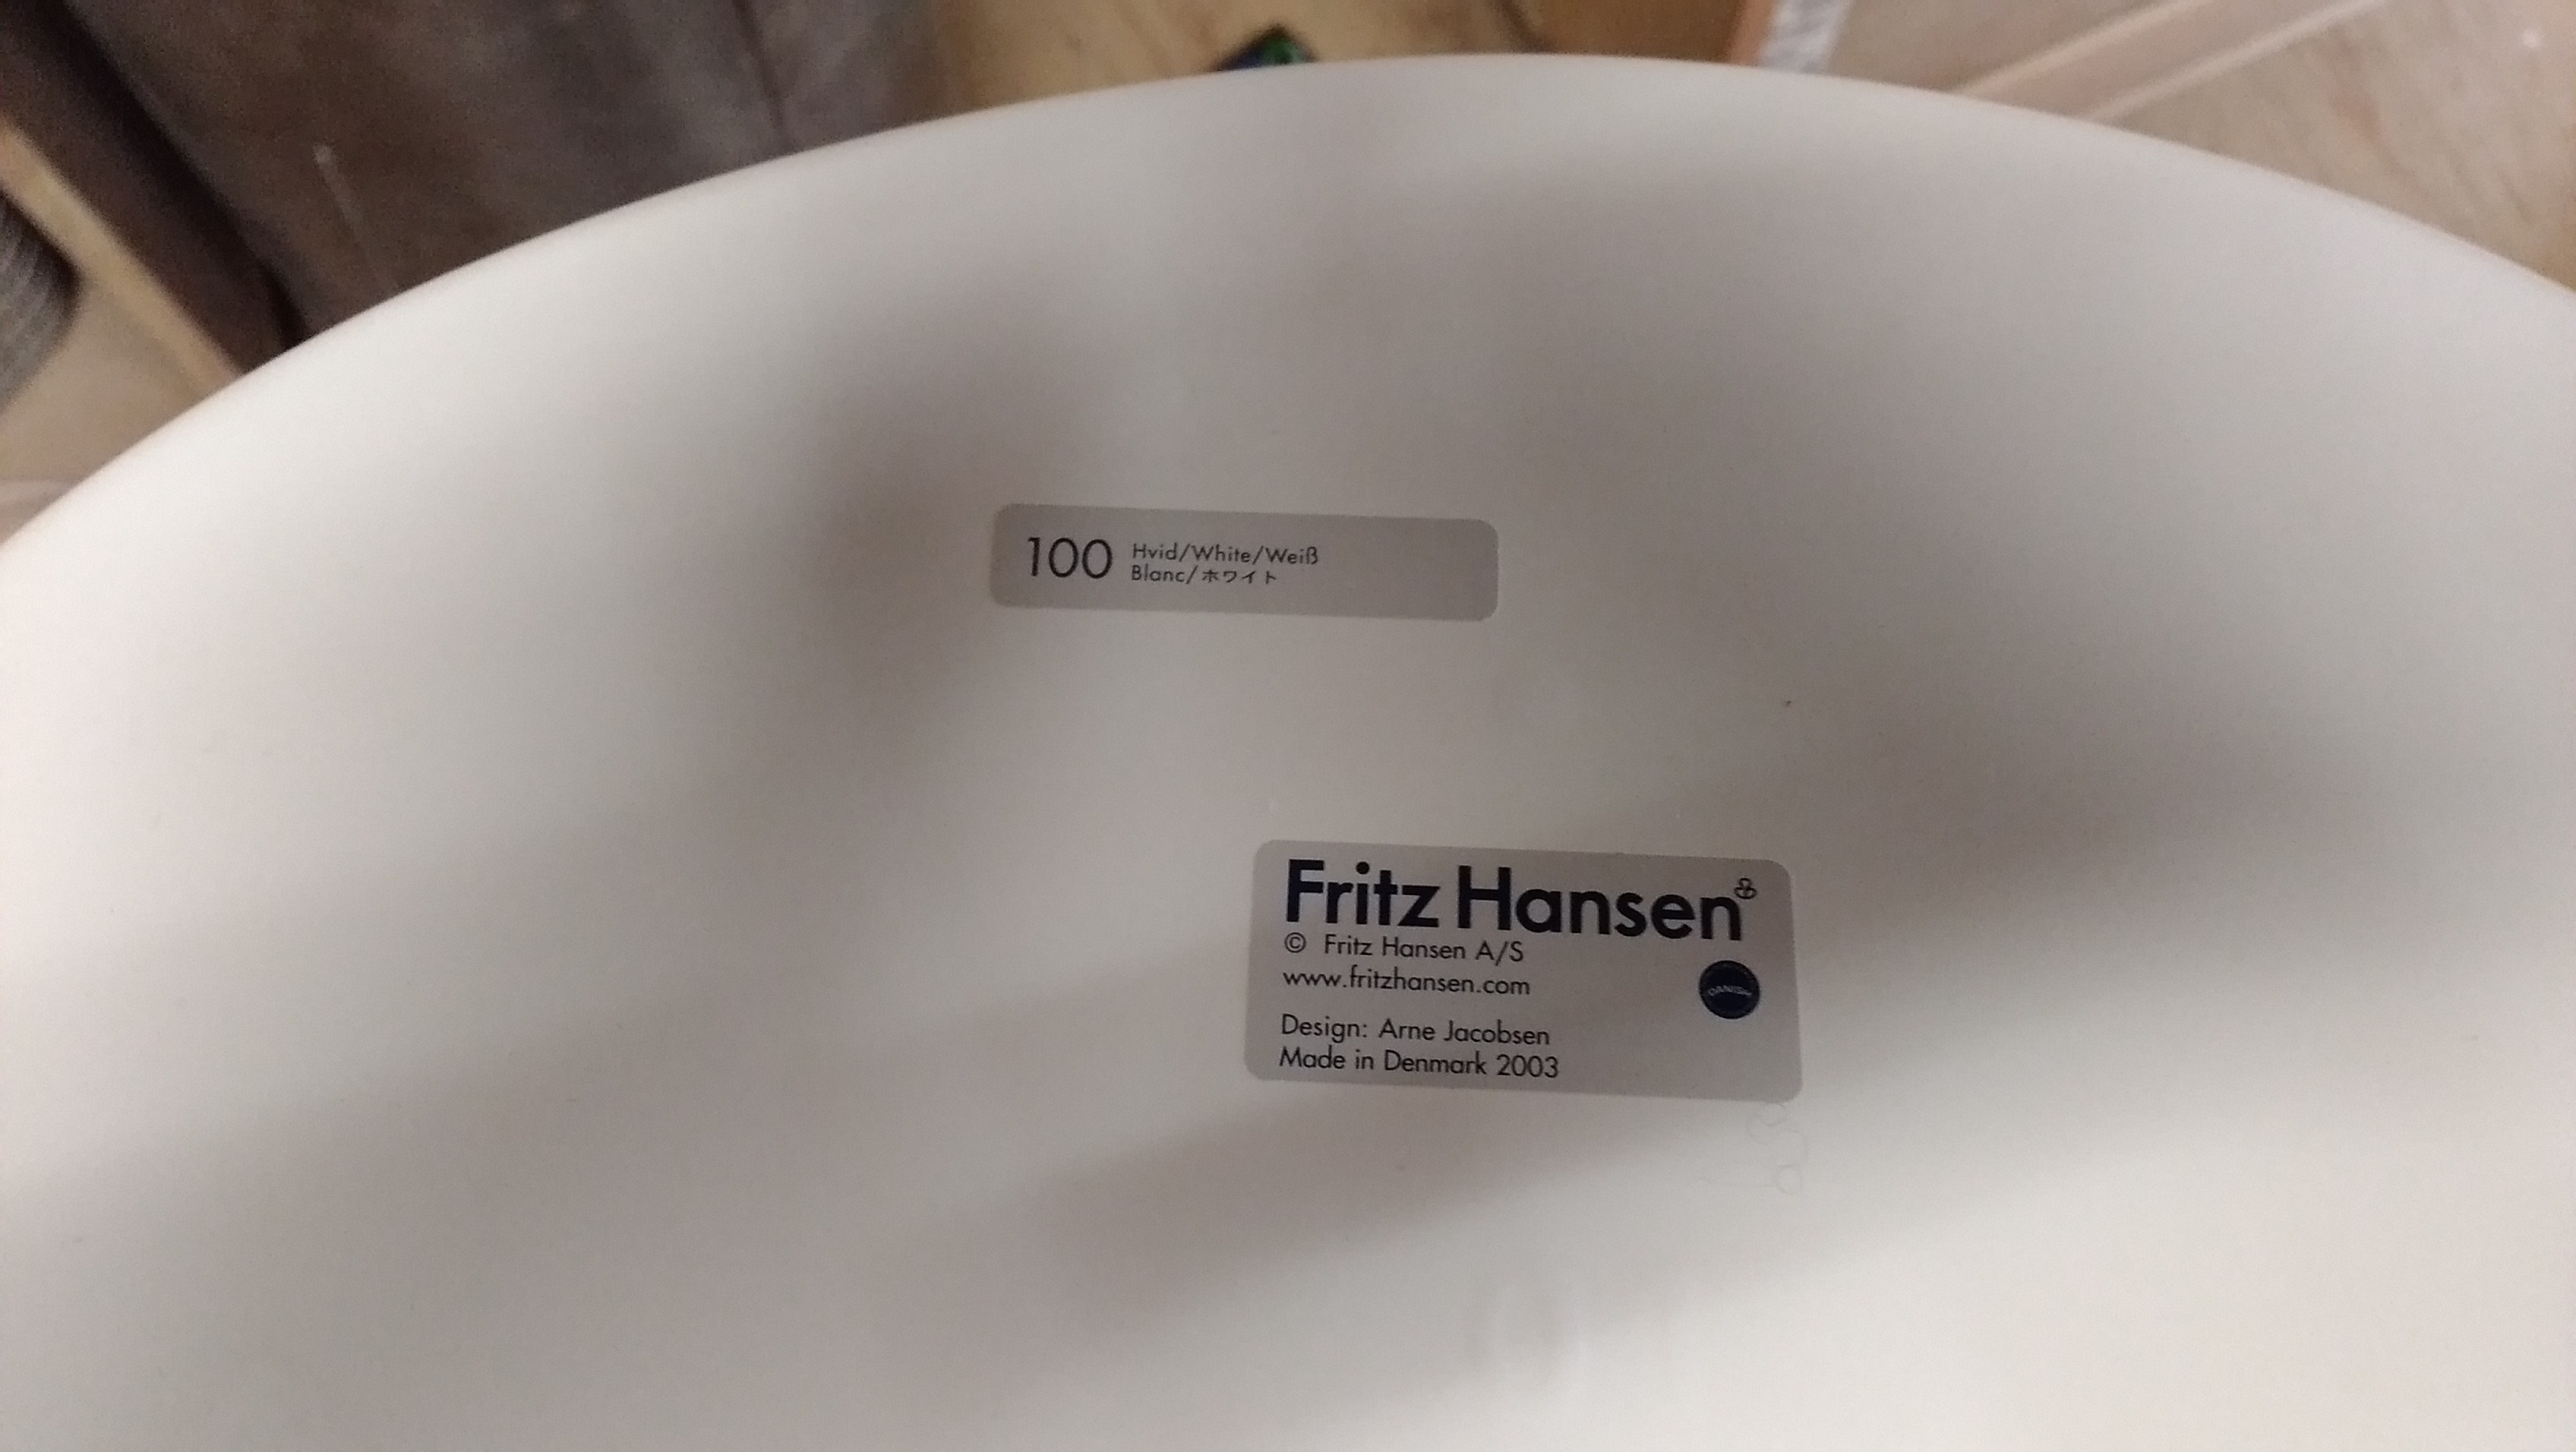 100 Hvid/White/Weiß
Blanc/ホワイト
Fritz Hansen
© Fritz Hansen A/S
www.fritzhansen.com
DANISH
Design: Arne Jacobsen
Made in Denmark 2003